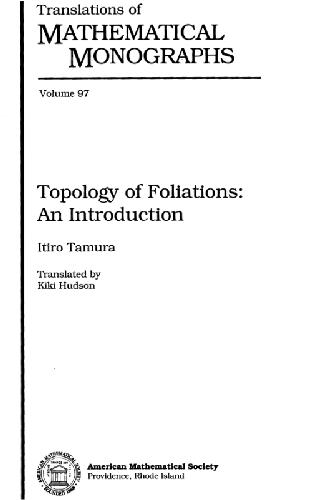 Translations of
MATHEMATICAL
MONOGRAPHS
Volume 97
Topology of Foliations:
An Introduction
Itiro Tamura
Translated by
Kiki Hudson
American Mathematical Society
Providence, Rhode Island